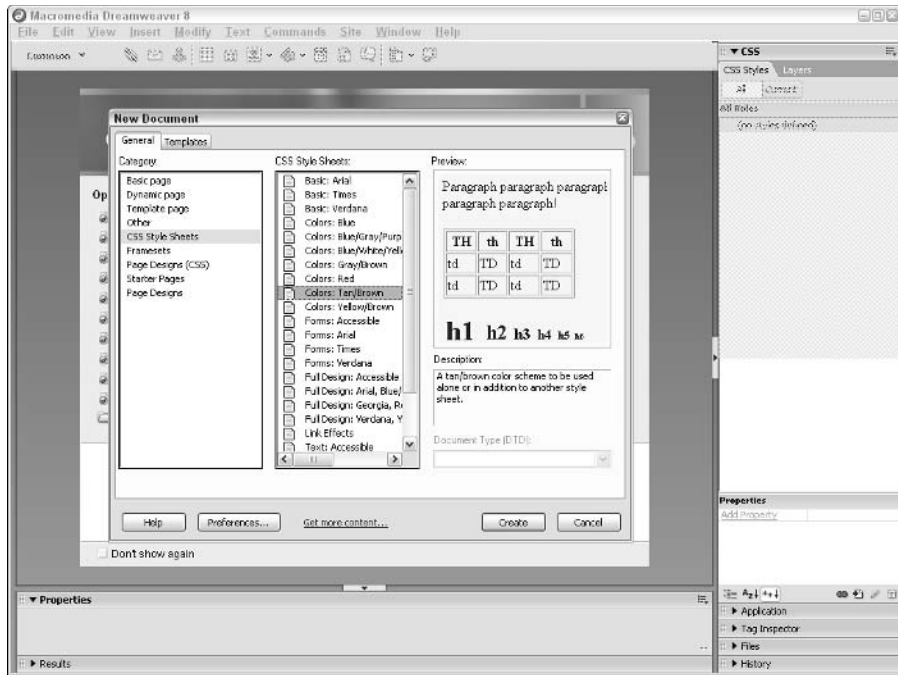 Macromedia Dreamweaver 8
File Edit View Insert Modify Text Commands Site Window Help
Common
CSS
CSS Styles Layers
All Current
All Rules
(no styles defined)
New Document
General Templates
Category:
Basic page
Dynamic page
Template page
Other
CSS Style Sheets
Framesets
Page Designs (CSS)
Starter Pages
Page Designs
CSS Style Sheets:
Basic: Arial
Basic: Times
Basic: Verdana
Colors: Blue
Colors: Blue/Gray/Purp
Colors: Blue/White/Yell
Colors: Gray/Brown
Colors: Red
Colors: Tan/Brown
Colors: Yellow/Brown
Forms: Accessible
Forms: Arial
Forms: Times
Forms: Verdana
Full Design: Accessible
Full Design: Arial, Blue/
Full Design: Georgia, Re
Full Design: Verdana, Y
Link Effects
Text: Accessible
Preview:
Paragraph paragraph paragraph
paragraph paragraph!
TH th TH th
td TD td TD
td TD td TD
h1 h2 h3 h4 h5 h6
Description:
A tan/brown color scheme to be used
alone or in addition to another style
sheet.
Document Type (DTD):
Help Preferences... Get more content... Create Cancel
Op
Don't show again
Properties
Add Property
Properties
Results
Application
Tag Inspector
Files
History